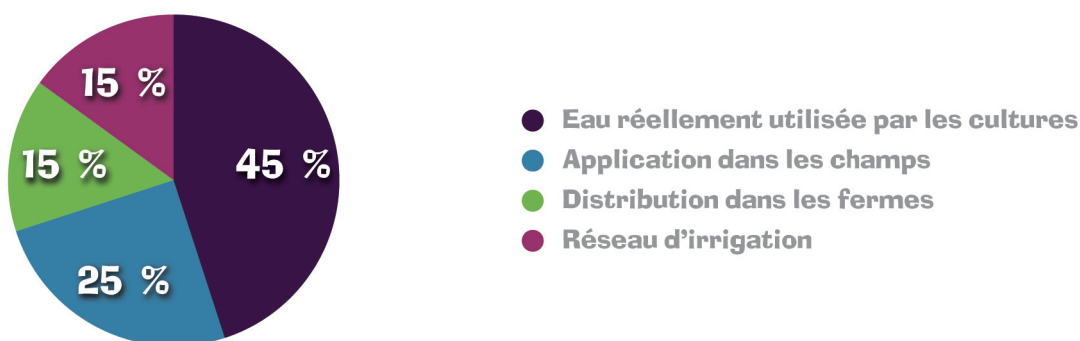 15 %
15 %
45 %
25 %
Eau réellement utilisée par les cultures
Application dans les champs
Distribution dans les fermes
Réseau d’irrigation